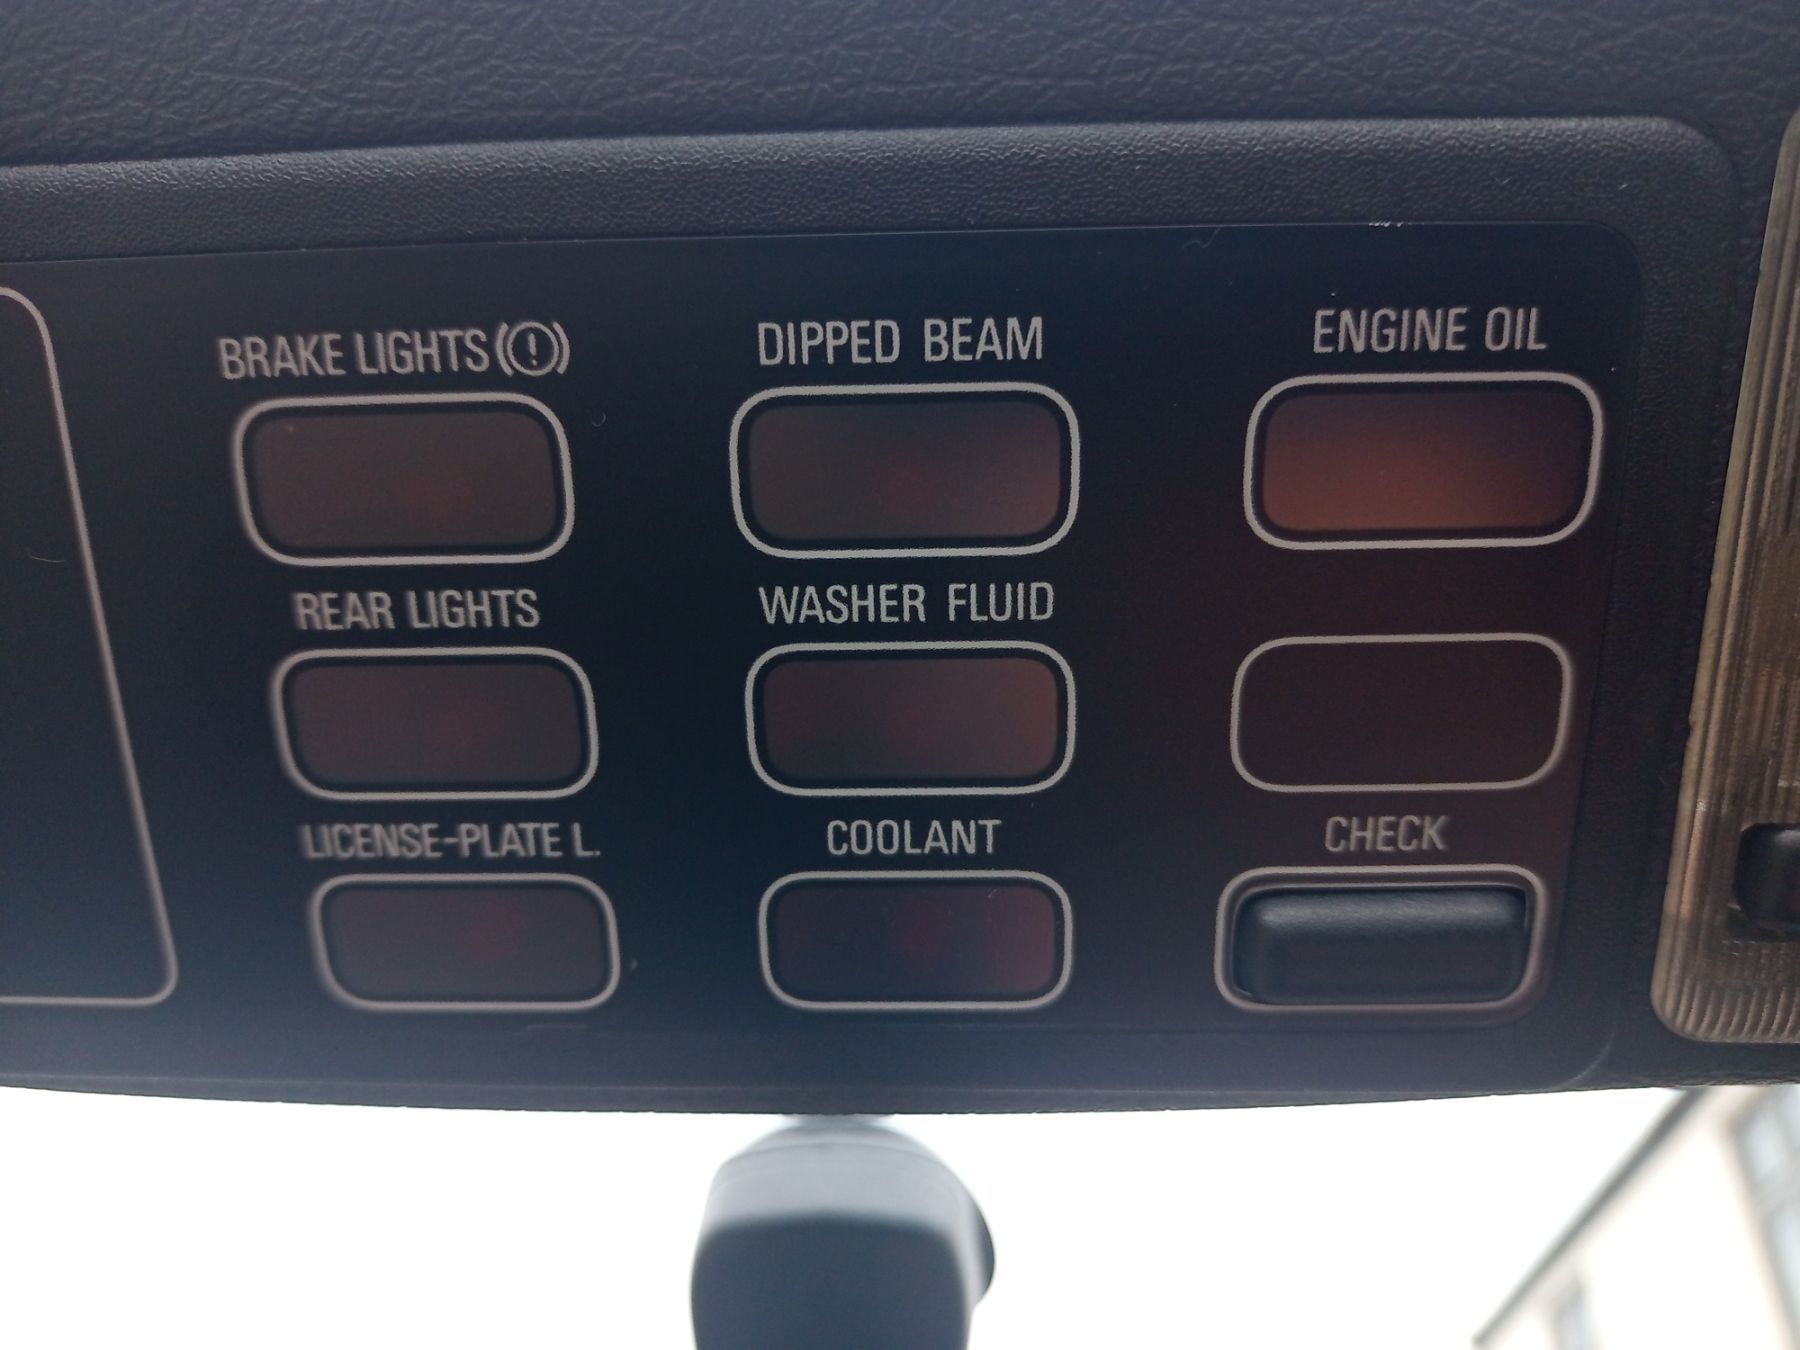 BRAKE LIGHTS (!)
DIPPED BEAM
ENGINE OIL
REAR LIGHTS
WASHER FLUID
LICENSE-PLATE L.
COOLANT
CHECK